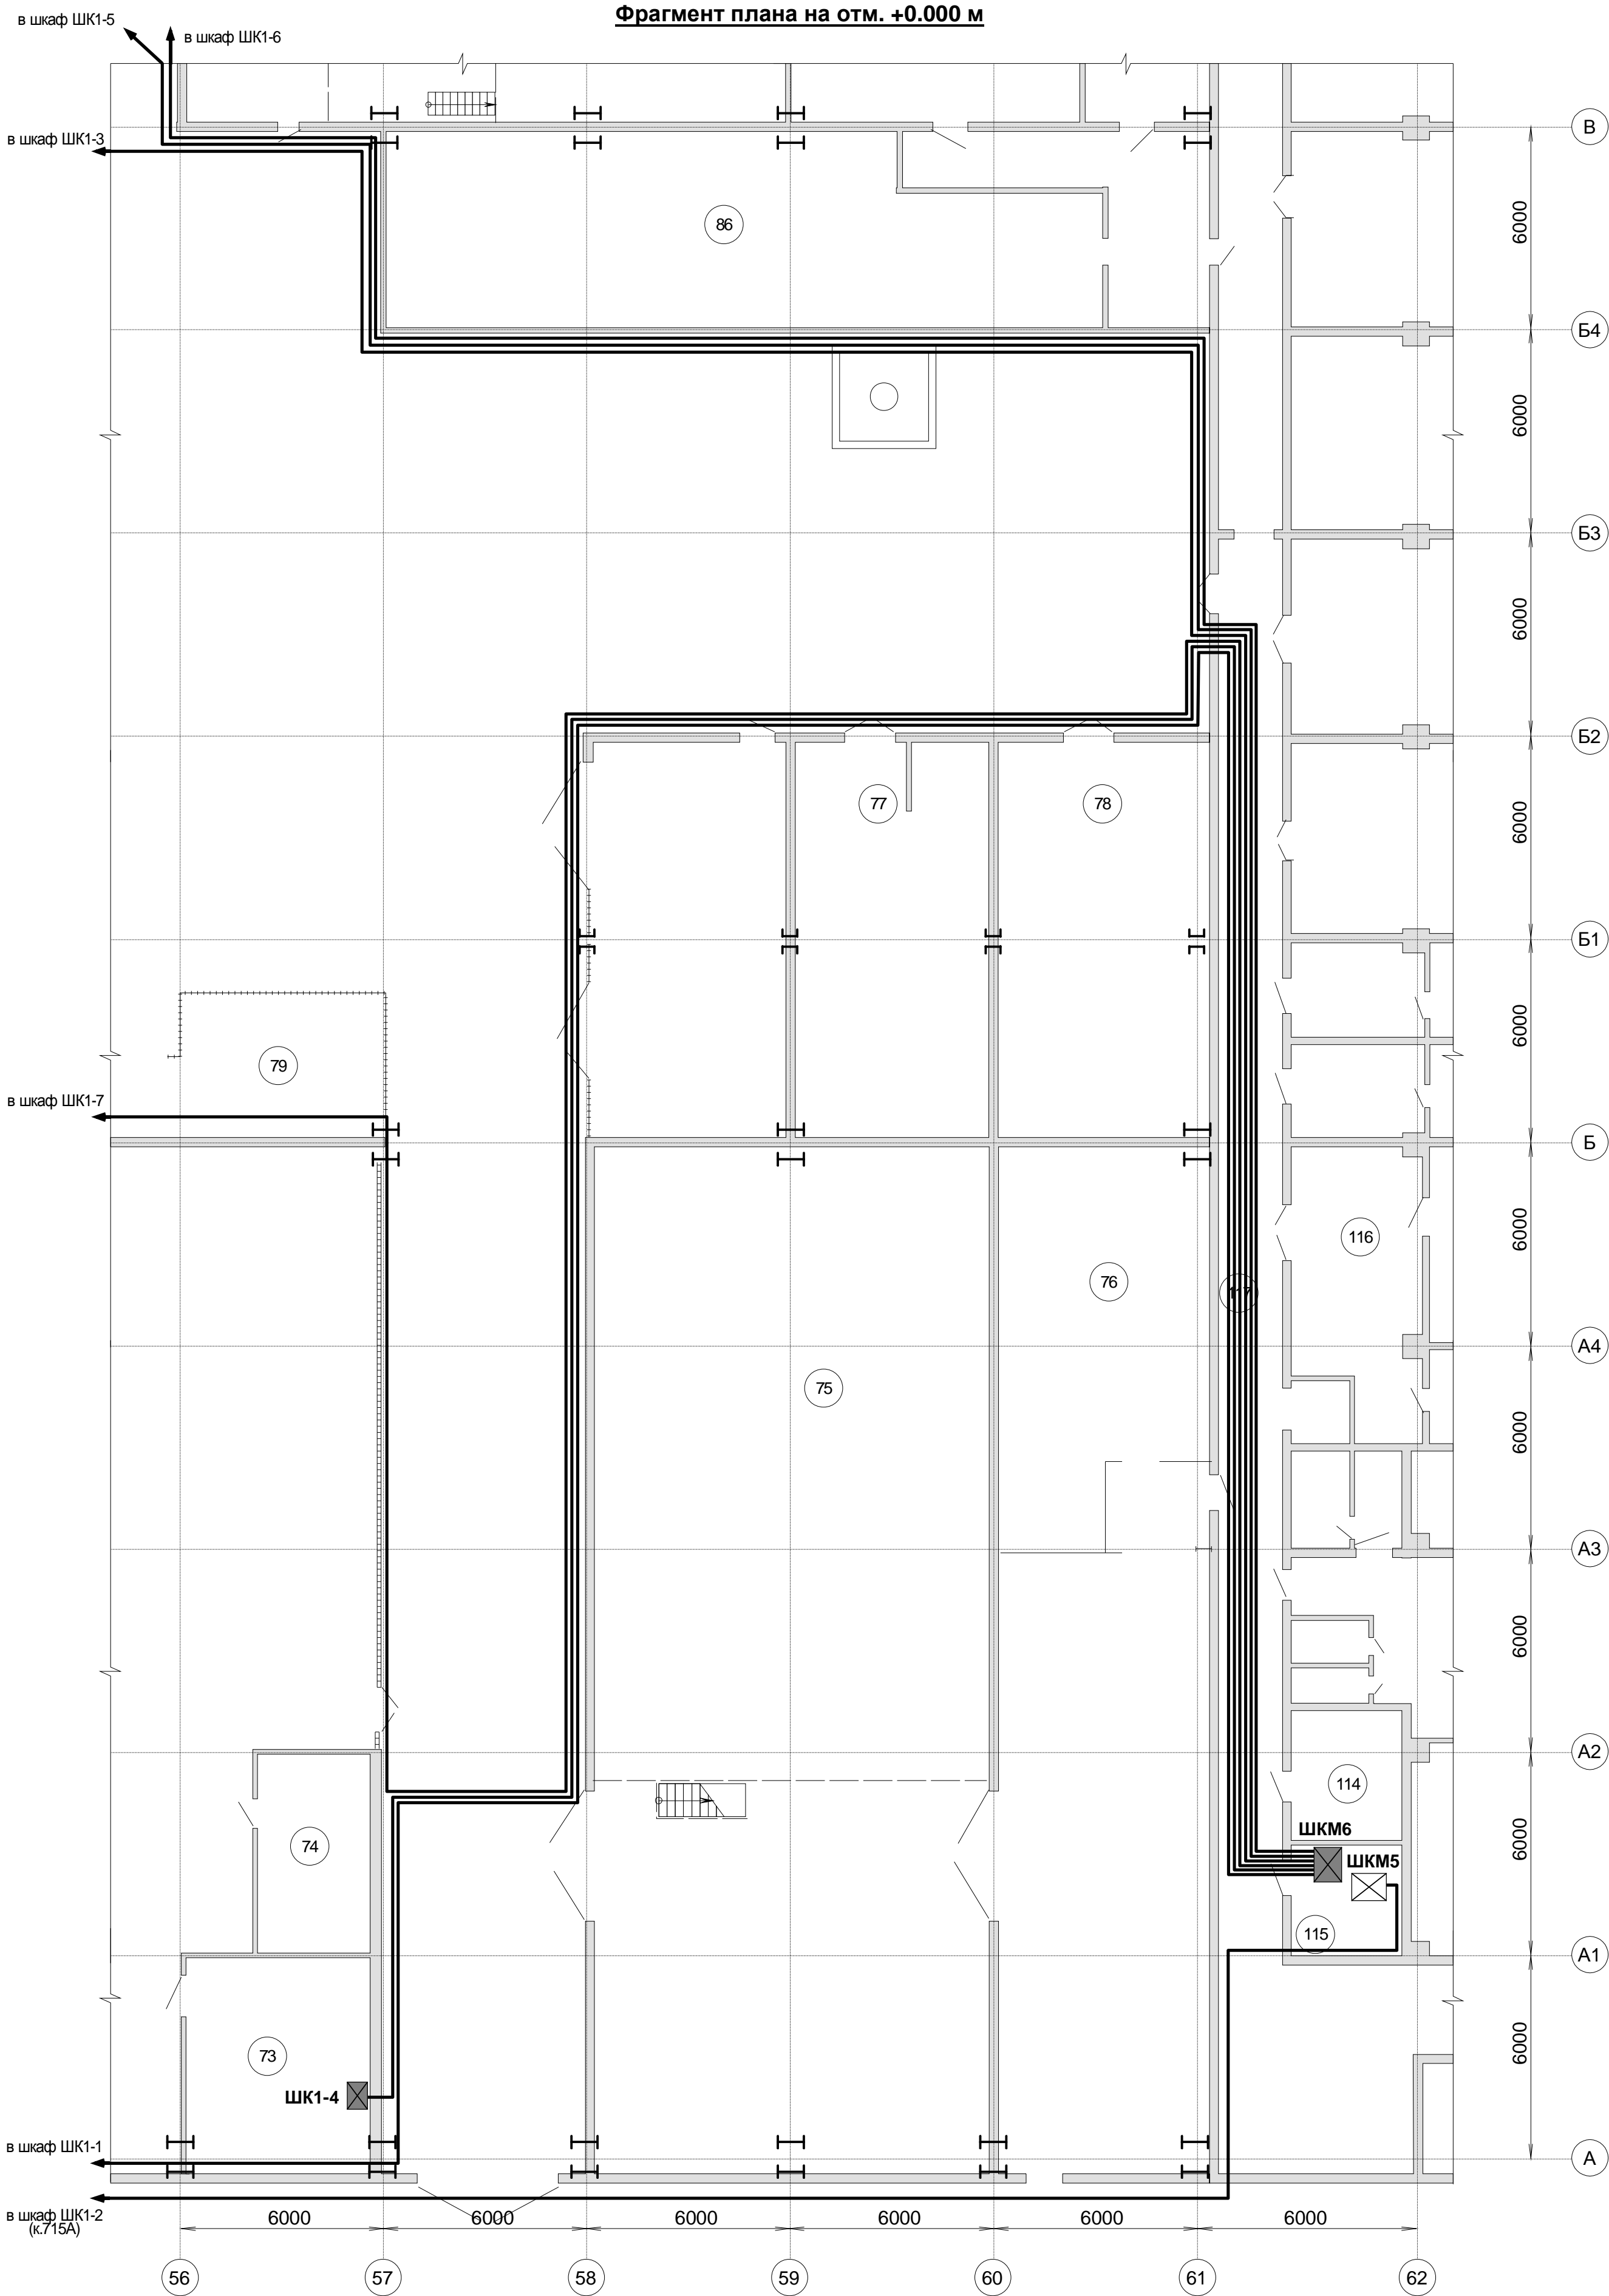 Фрагмент плана на отм. +0.000 м
в шкаф ШК1-5
в шкаф ШК1-6
в шкаф ШК1-3
В
86
6000
Б4
6000
Б3
6000
Б2
77
78
6000
Б1
6000
79
в шкаф ШК1-7
Б
116
6000
76
117
А4
75
6000
А3
6000
А2
114
74
ШКМ6
6000
ШКМ5
115
А1
73
6000
ШК1-4
в шкаф ШК1-1
А
в шкаф ШК1-2
(к.715А)
6000
6000
6000
6000
6000
6000
56
57
58
59
60
61
62